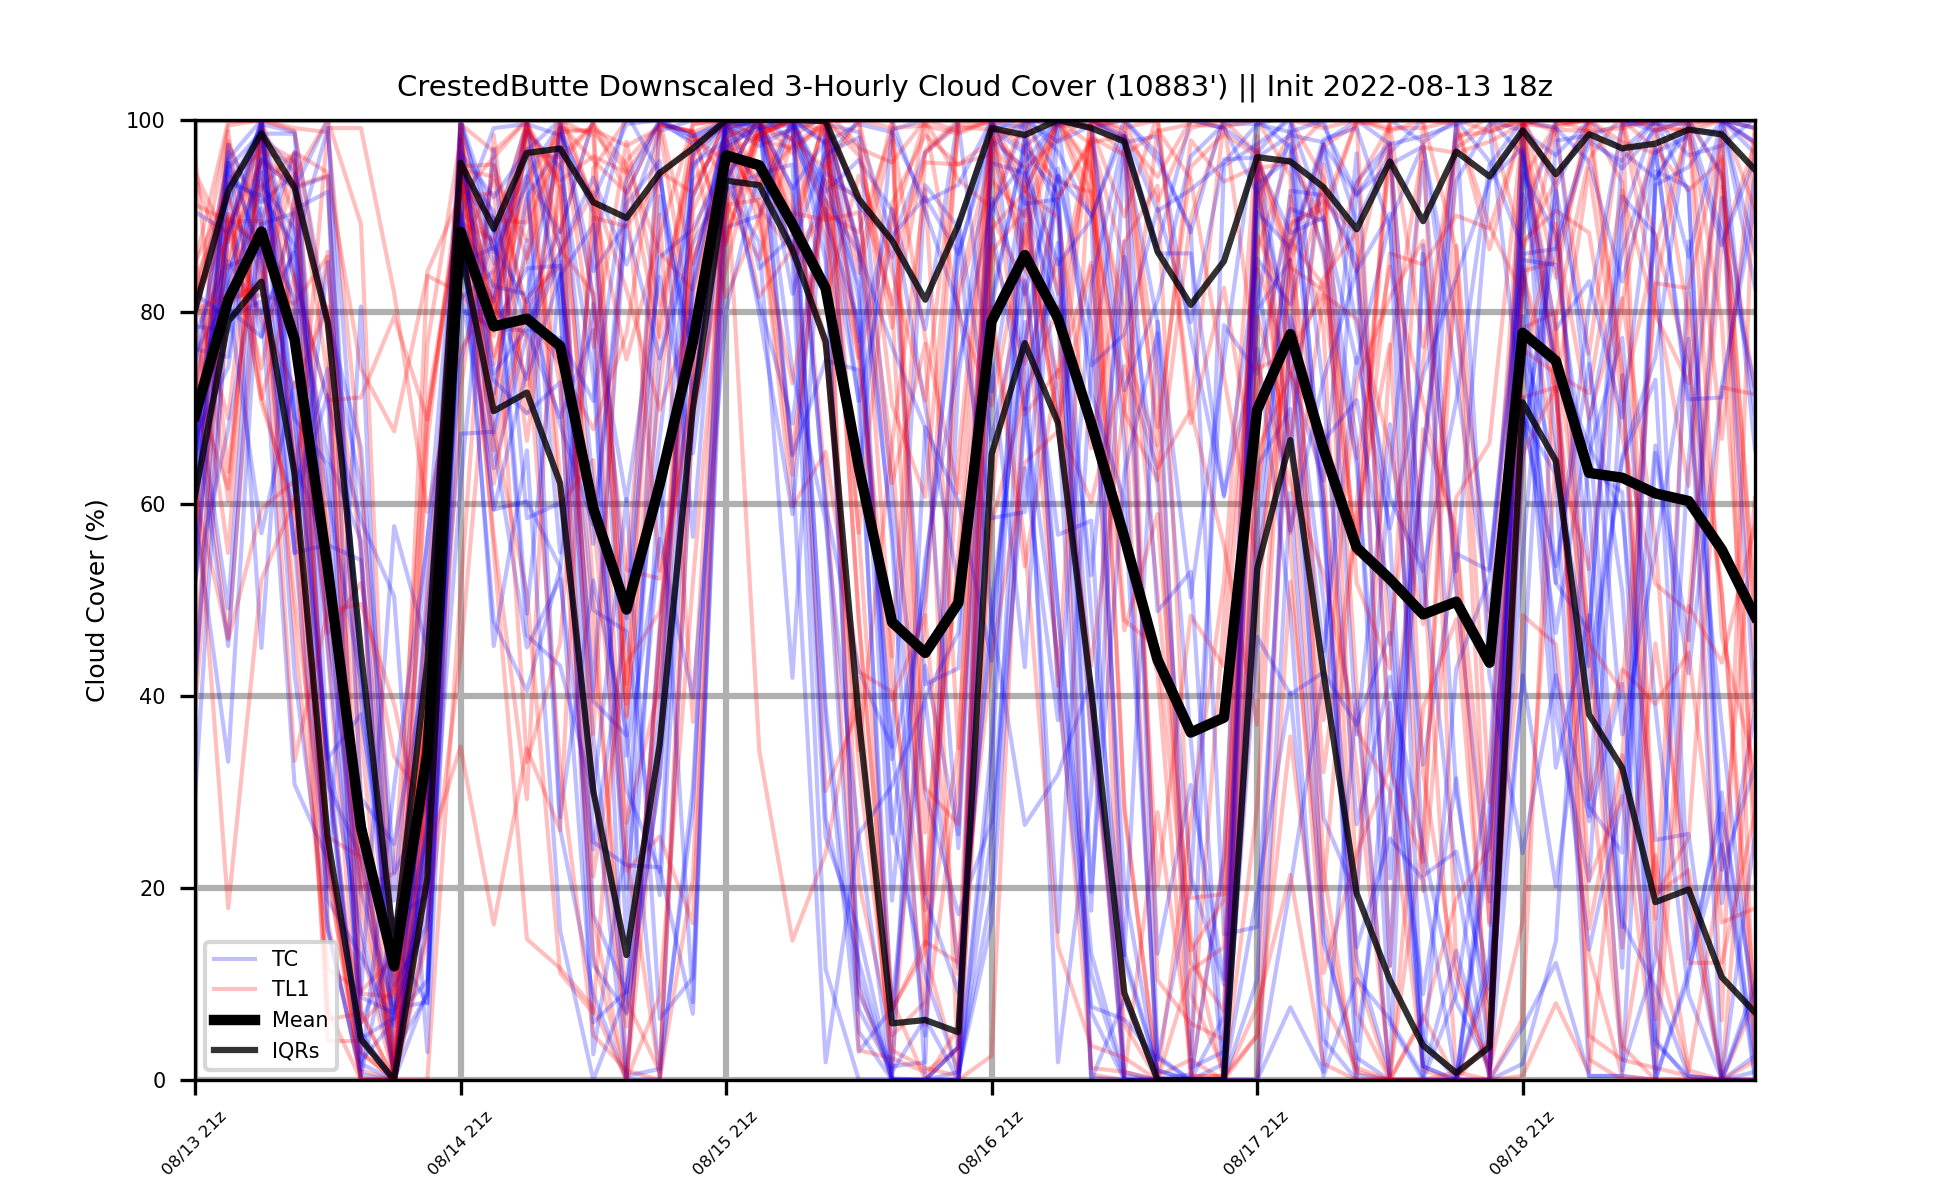 CrestedButte Downscaled 3-Hourly Cloud Cover (10883') || Init 2022-08-13 18z
Cloud Cover (%)
100
80
60
40
20
0
TC
TL1
Mean
IQRs
08/13 21z
08/14 21z
08/15 21z
08/16 21z
08/17 21z
08/18 21z